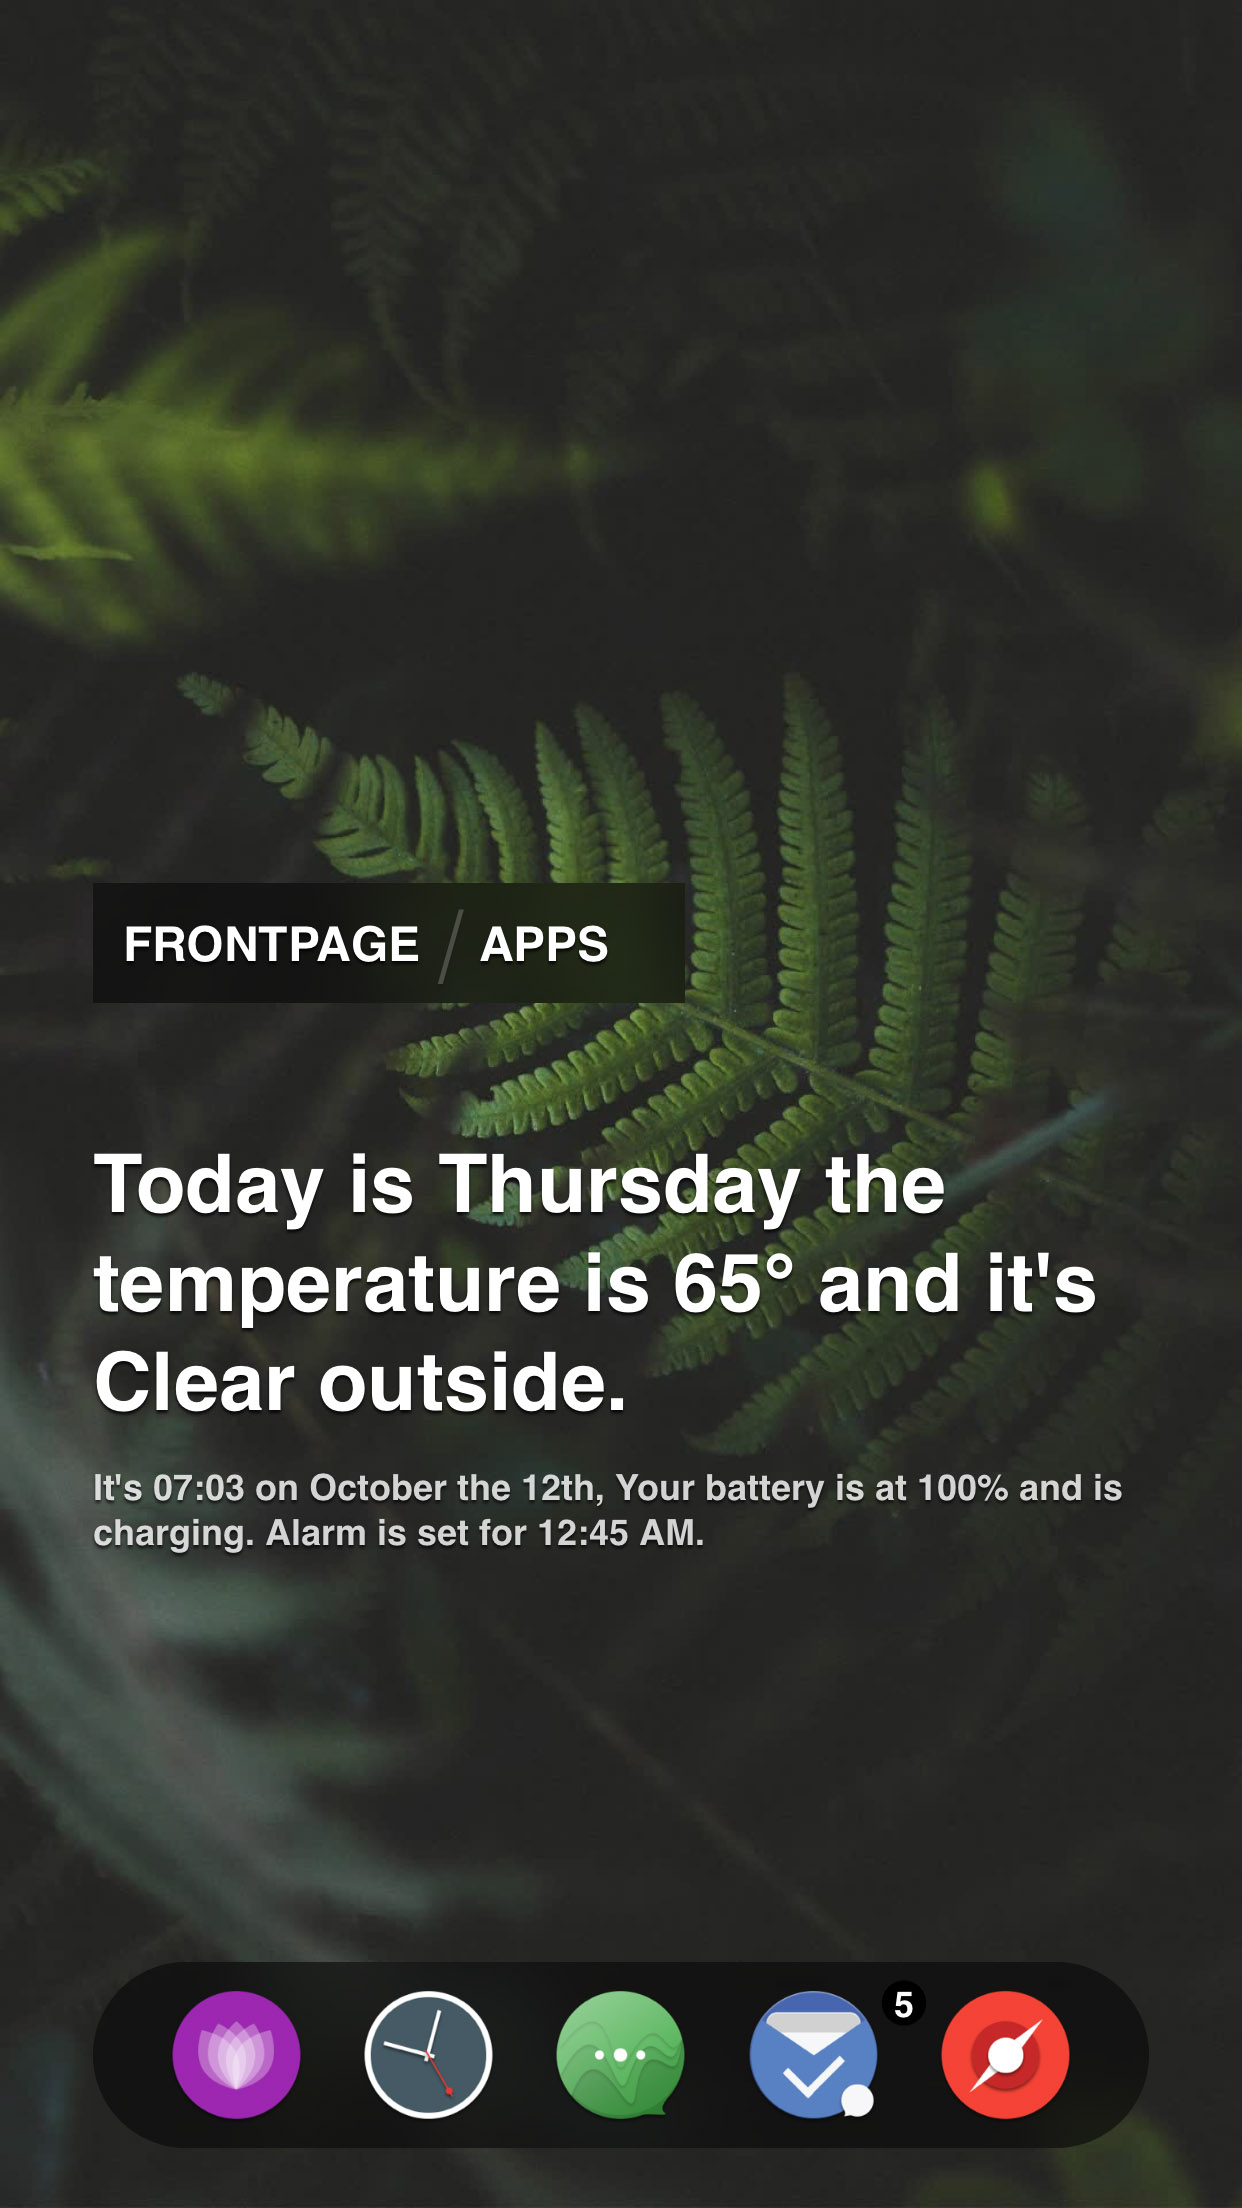 FRONTPAGE / APPS
Today is Thursday the
temperature is 65° and it's
Clear outside.
It's 07:03 on October the 12th, Your battery is at 100% and is
charging. Alarm is set for 12:45 AM.
5